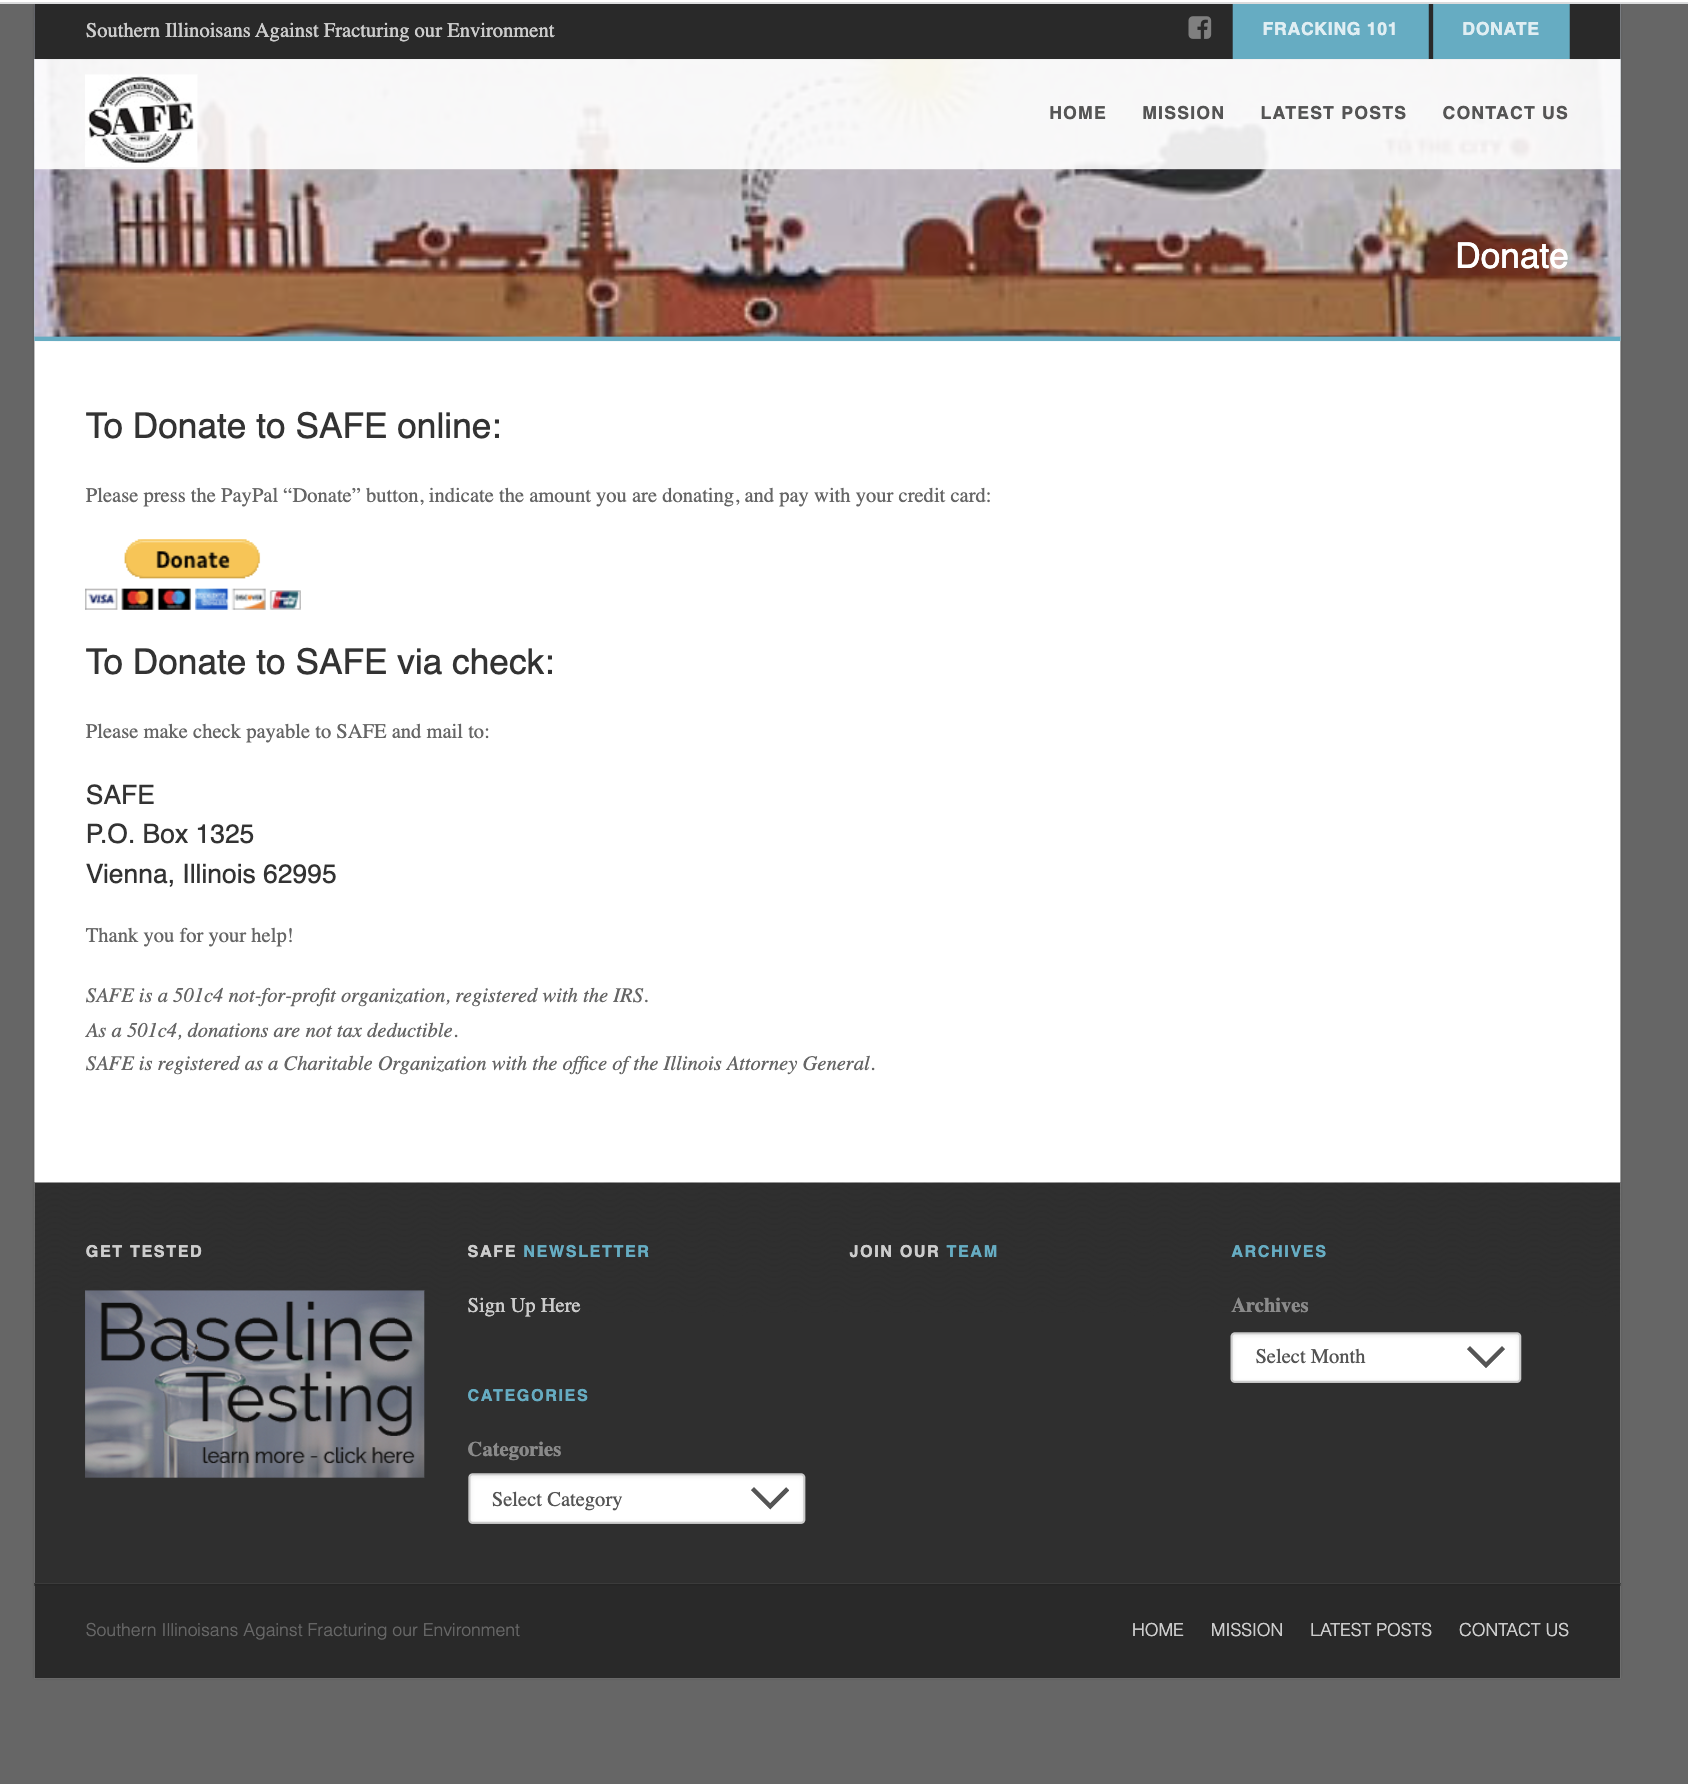 Southern Illinoisans Against Fracturing our Environment
FRACKING 101
DONATE
SAFE
HOME
MISSION
LATEST POSTS
CONTACT US
TO THE CITY
Donate
To Donate to SAFE online:
Please press the PayPal “Donate” button, indicate the amount you are donating, and pay with your credit card:
Donate
VISA
DISCOVER
To Donate to SAFE via check:
Please make check payable to SAFE and mail to:
SAFE
P.O. Box 1325
Vienna, Illinois 62995
Thank you for your help!
SAFE is a 501c4 not-for-profit organization, registered with the IRS.
As a 501c4, donations are not tax deductible.
SAFE is registered as a Charitable Organization with the office of the Illinois Attorney General.
GET TESTED
Baseline
Testing
learn more - click here
SAFE NEWSLETTER
Sign Up Here
CATEGORIES
Categories
Select Category
JOIN OUR TEAM
ARCHIVES
Archives
Select Month
Southern Illinoisans Against Fracturing our Environment
HOME
MISSION
LATEST POSTS
CONTACT US